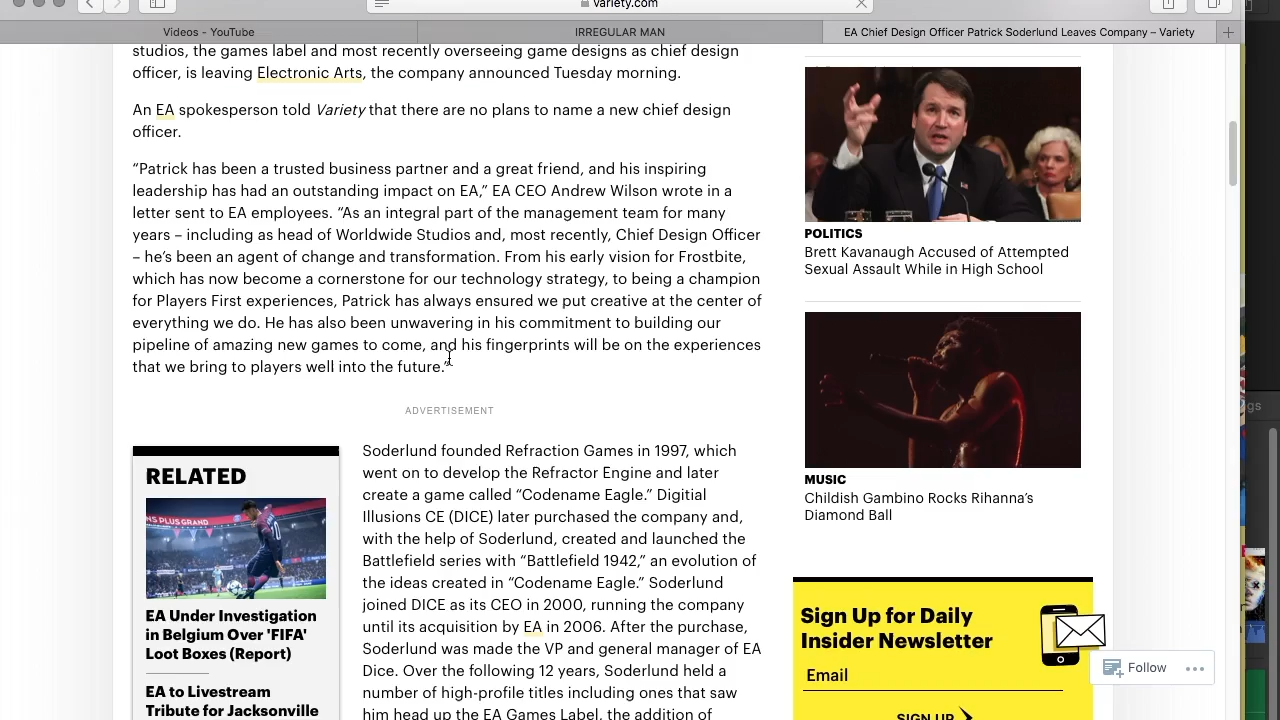 variety.com
Videos – YouTube
IRREGULAR MAN
EA Chief Design Officer Patrick Soderlund Leaves Company – Variety
studios, the games label and most recently overseeing game designs as chief design
officer, is leaving Electronic Arts, the company announced Tuesday morning.
An EA spokesperson told Variety that there are no plans to name a new chief design
officer.
“Patrick has been a trusted business partner and a great friend, and his inspiring
leadership has had an outstanding impact on EA,” EA CEO Andrew Wilson wrote in a
letter sent to EA employees. “As an integral part of the management team for many
years – including as head of Worldwide Studios and, most recently, Chief Design Officer
– he’s been an agent of change and transformation. From his early vision for Frostbite,
which has now become a cornerstone for our technology strategy, to being a champion
for Players First experiences, Patrick has always ensured we put creative at the center of
everything we do. He has also been unwavering in his commitment to building our
pipeline of amazing new games to come, and his fingerprints will be on the experiences
that we bring to players well into the future.”
ADVERTISEMENT
RELATED
NS PLUS GRAND
EA Under Investigation
in Belgium Over 'FIFA'
Loot Boxes (Report)
EA to Livestream
Tribute for Jacksonville
Soderlund founded Refraction Games in 1997, which
went on to develop the Refractor Engine and later
create a game called “Codename Eagle.” Digitial
Illusions CE (DICE) later purchased the company and,
with the help of Soderlund, created and launched the
Battlefield series with “Battlefield 1942,” an evolution of
the ideas created in “Codename Eagle.” Soderlund
joined DICE as its CEO in 2000, running the company
until its acquisition by EA in 2006. After the purchase,
Soderlund was made the VP and general manager of EA
Dice. Over the following 12 years, Soderlund held a
number of high-profile titles including ones that saw
him head up the EA Games Label, the addition of
POLITICS
Brett Kavanaugh Accused of Attempted
Sexual Assault While in High School
MUSIC
Childish Gambino Rocks Rihanna’s
Diamond Ball
Sign Up for Daily
Insider Newsletter
Email
SIGN UP
Follow
gs